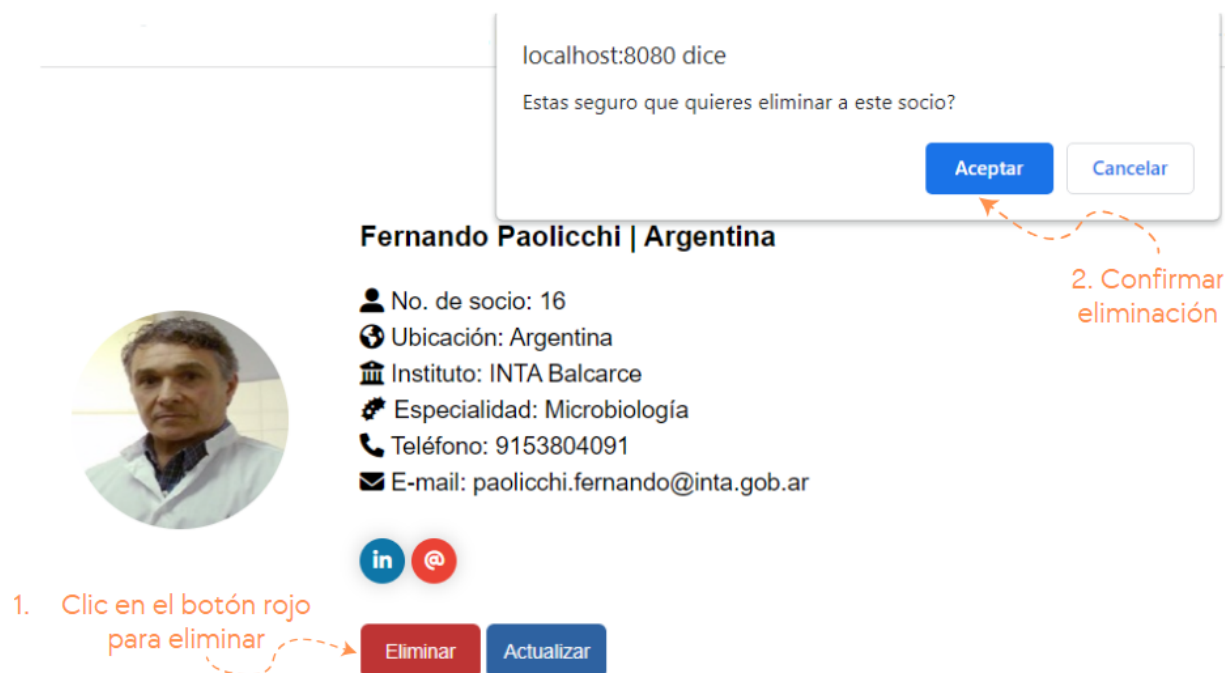 localhost:8080 dice
Estas seguro que quieres eliminar a este socio?
Aceptar
Cancelar
2. Confirmar
eliminación
Fernando Paolicchi | Argentina
No. de socio: 16
Ubicación: Argentina
Instituto: INTA Balcarce
Especialidad: Microbiología
Teléfono: 9153804091
E-mail: paolicchi.fernando@inta.gob.ar
in
@
1. Clic en el botón rojo
para eliminar
Eliminar
Actualizar